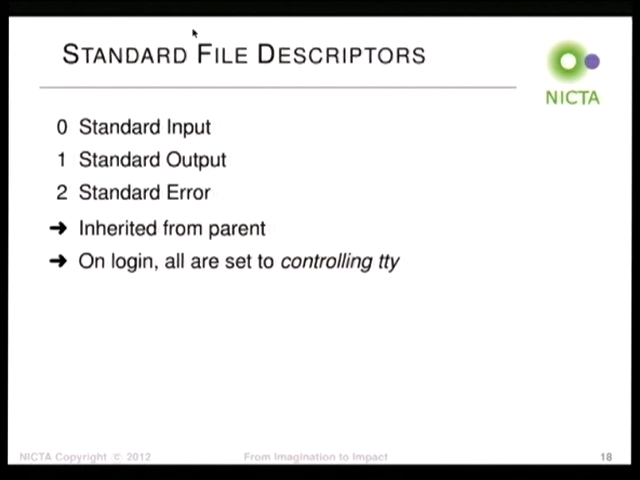 STANDARD FILE DESCRIPTORS
NICTA
0 Standard Input
1 Standard Output
2 Standard Error
➜ Inherited from parent
➜ On login, all are set to controlling tty
NICTA Copyright © 2012
From Imagination to Impact
18